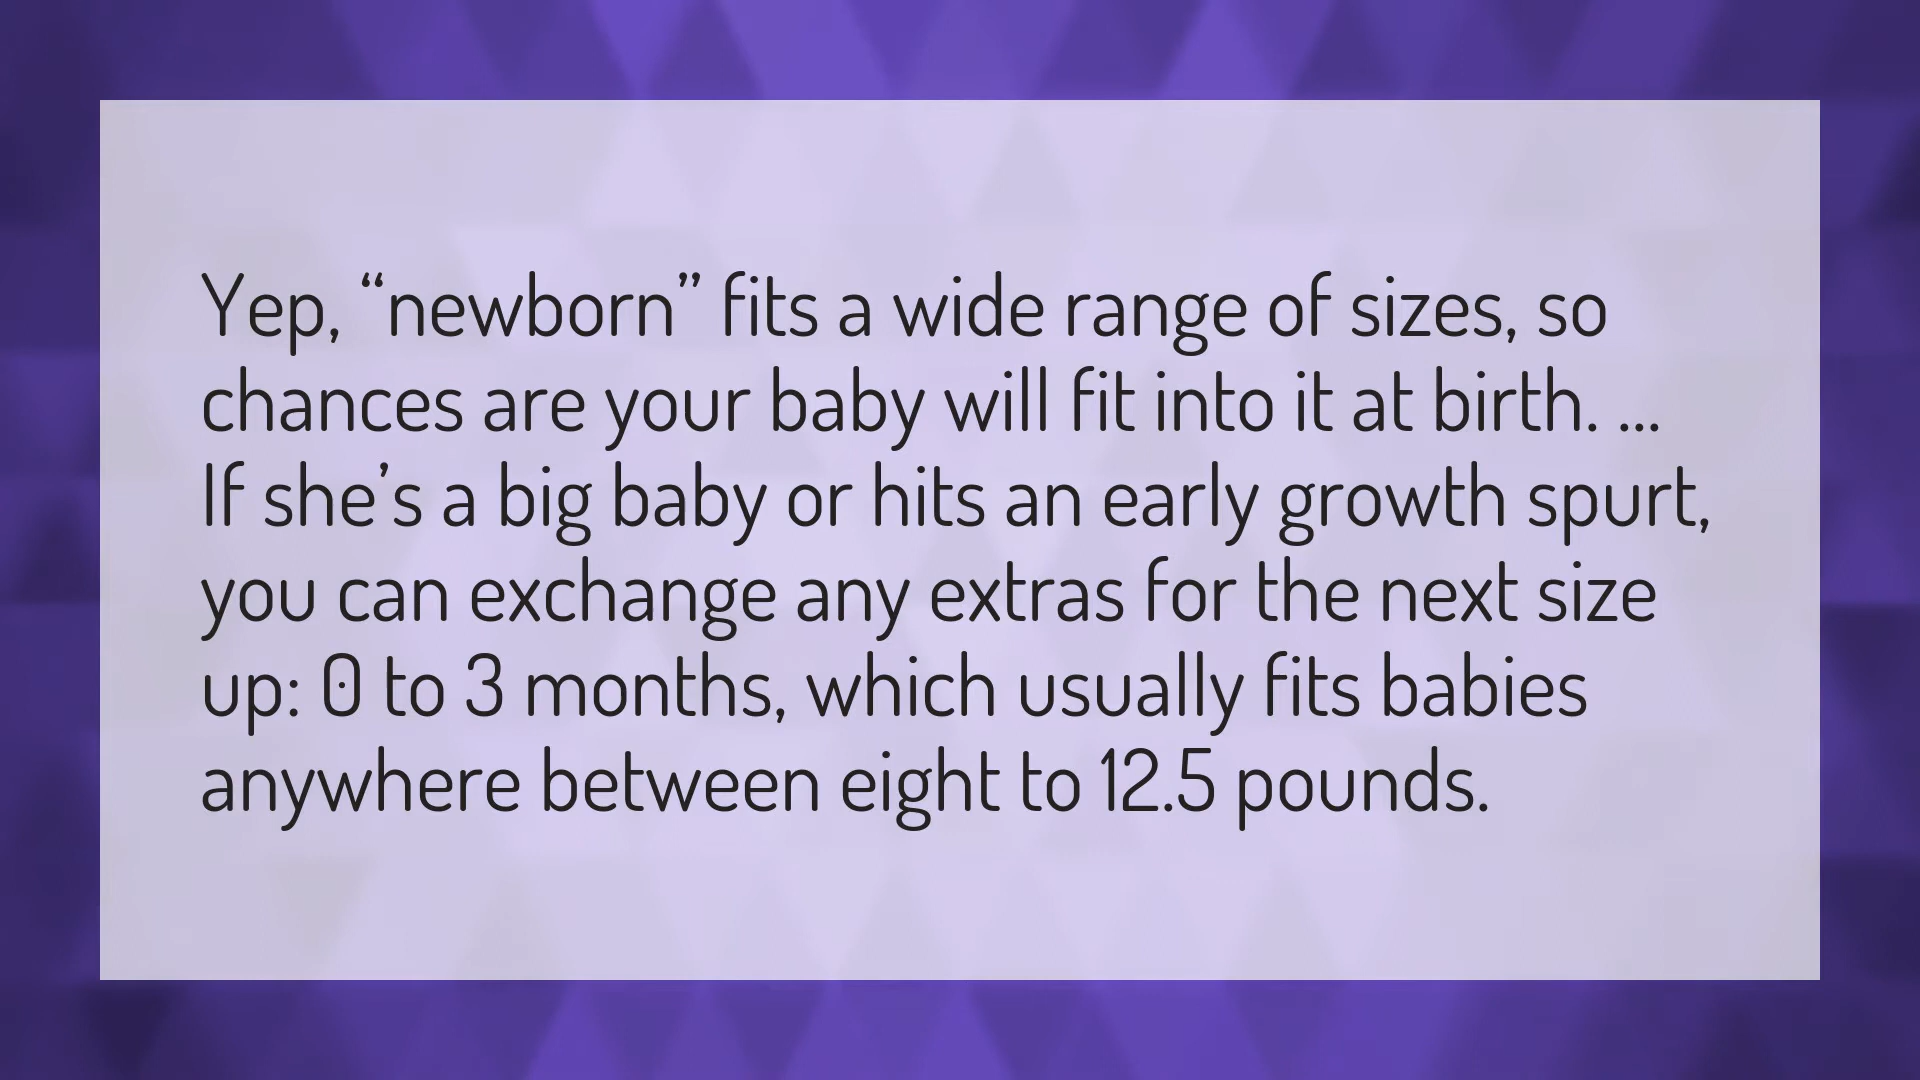 Yep, “newborn” fits a wide range of sizes, so
chances are your baby will fit into it at birth. ...
If she’s a big baby or hits an early growth spurt,
you can exchange any extras for the next size
up: 0 to 3 months, which usually fits babies
anywhere between eight to 12.5 pounds.